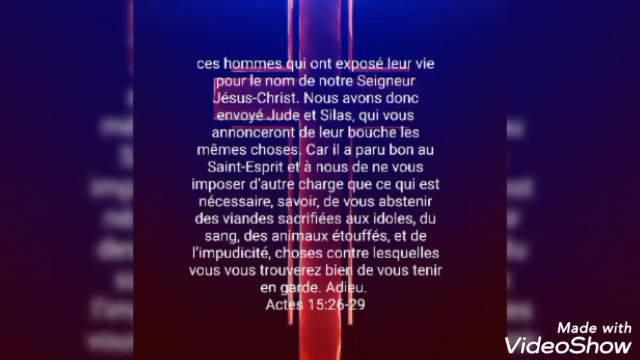 ces hommes qui ont exposé leur vie
pour le nom de notre Seigneur
Jésus-Christ. Nous avons donc
envoyé Jude et Silas, qui vous
annonceront de leur bouche les
mêmes choses. Car il a paru bon au
Saint-Esprit et à nous de ne vous
imposer d'autre charge que ce qui est
nécessaire, savoir, de vous abstenir
des viandes sacrifiées aux idoles, du
sang, des animaux étouffés, et de
l'impudicité, choses contre lesquelles
vous vous trouverez bien de vous tenir
en garde. Adieu.
Actes 15:26-29
Made with
VideoShow